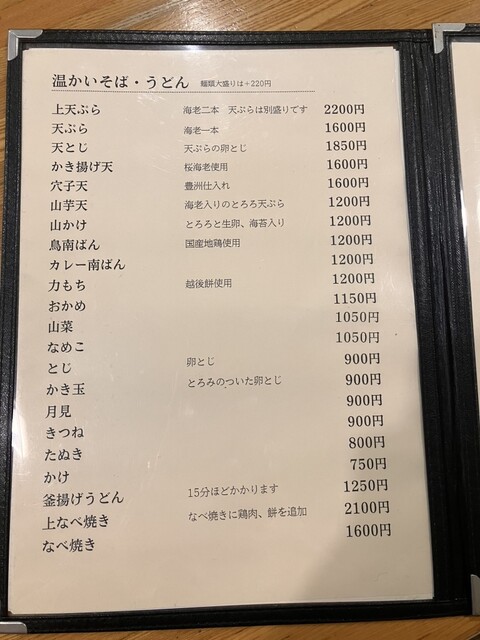 温かいそば・うどん 麺類大盛りは+220円
上天ぷら 海老二本 天ぷらは別盛りです 2200円
天ぷら 海老一本 1600円
天とじ 天ぷらの卵とじ 1850円
かき揚げ天 桜海老使用 1600円
穴子天 豊洲仕入れ 1600円
山芋天 海老入りのとろろ天ぷら 1200円
山かけ とろろと生卵、海苔入り 1200円
鳥南ばん 国産地鶏使用 1200円
カレー南ばん 1200円
力もち 越後餅使用 1200円
おかめ 1150円
山菜 1050円
なめこ 1050円
とじ 卵とじ 900円
かき玉 とろみのついた卵とじ 900円
月見 900円
きつね 900円
たぬき 800円
かけ 750円
釜揚げうどん 15分ほどかかります 1250円
上なべ焼き なべ焼きに鶏肉、餅を追加 2100円
なべ焼き 1600円